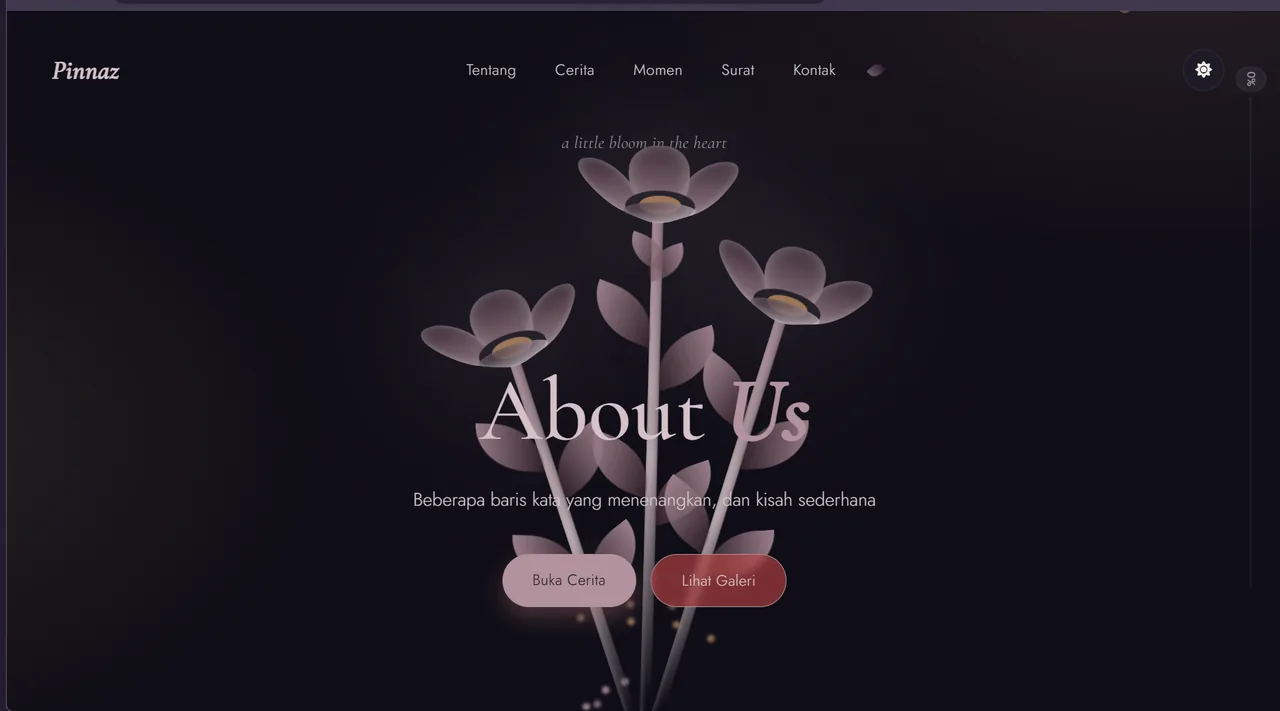 Pinnaz
Tentang Cerita Momen Surat Kontak
0%
a little bloom in the heart
About Us
Beberapa baris kata yang menenangkan, dan kisah sederhana
Buka Cerita Lihat Galeri